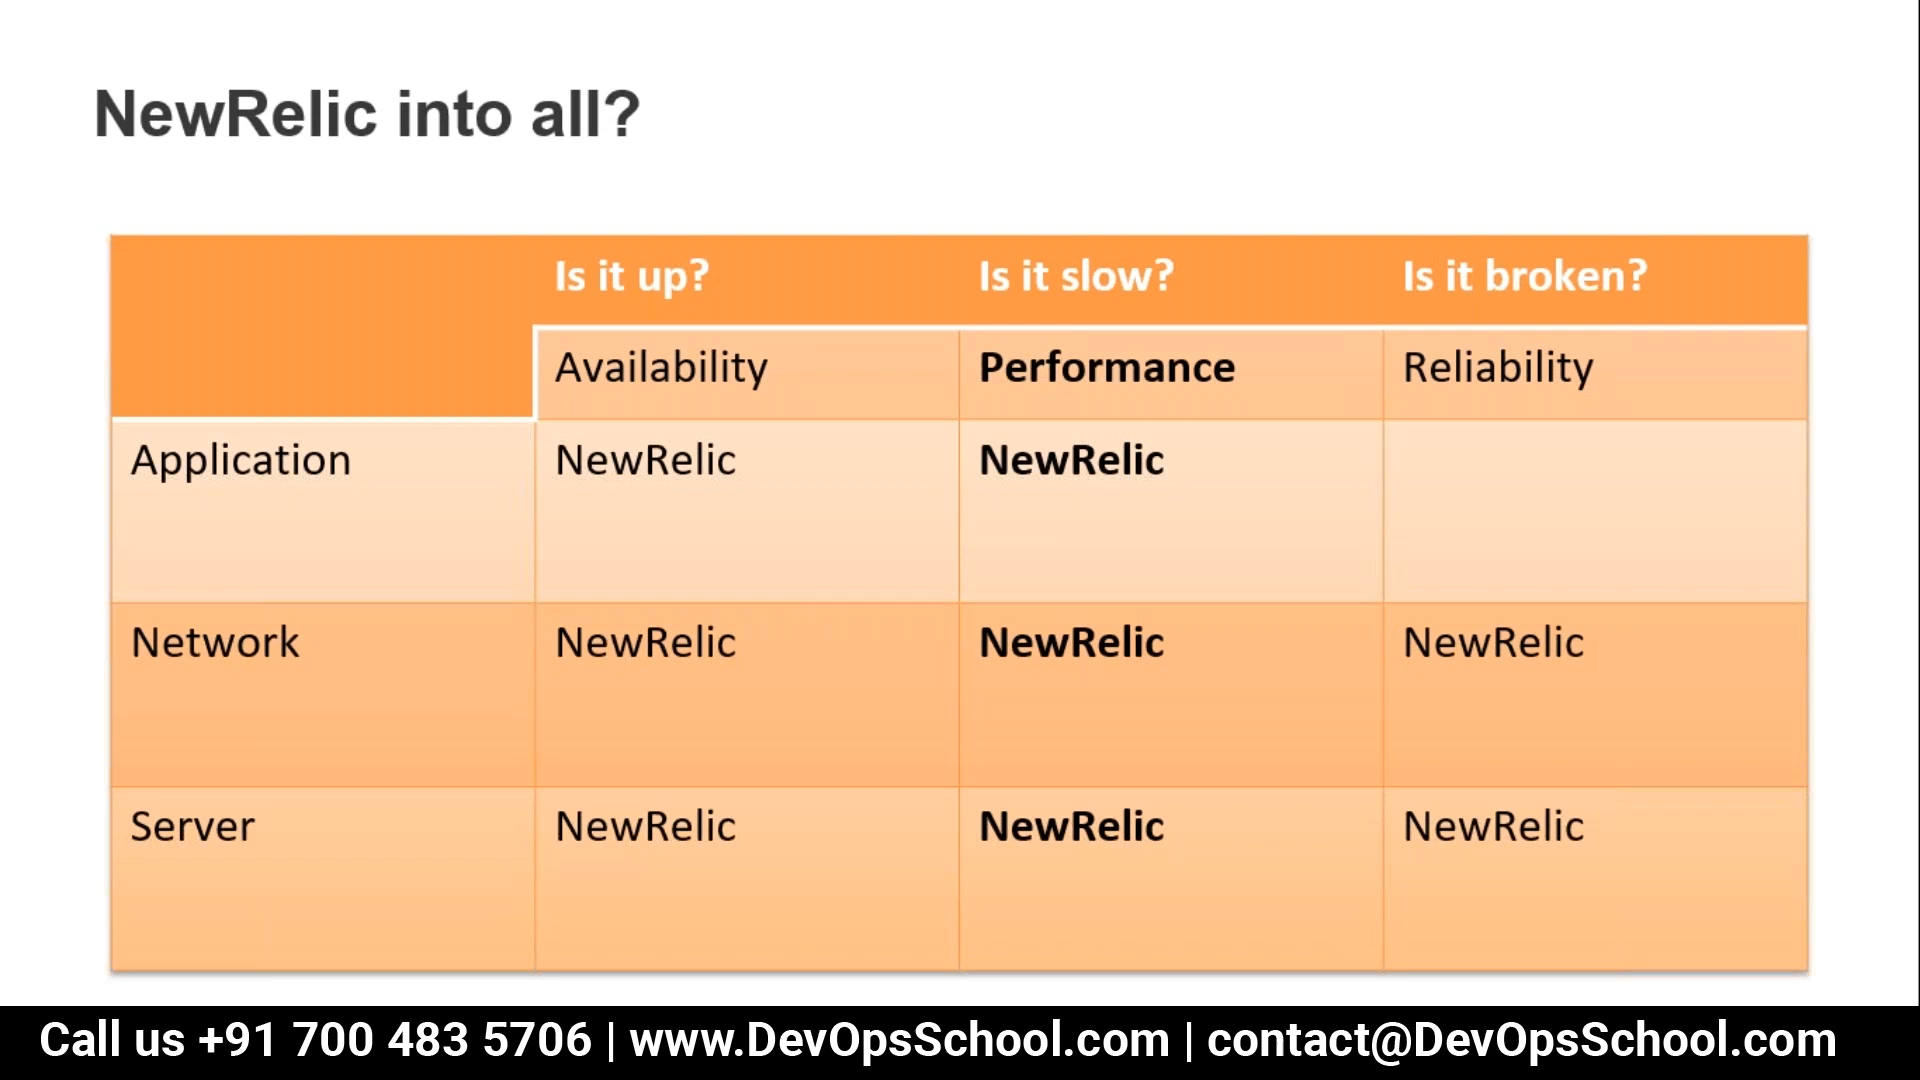 NewRelic into all?
Is it up? Is it slow? Is it broken?
Availability Performance Reliability
Application NewRelic NewRelic
Network NewRelic NewRelic NewRelic
Server NewRelic NewRelic NewRelic
Call us +91 700 483 5706 | www.DevOpsSchool.com | contact@DevOpsSchool.com